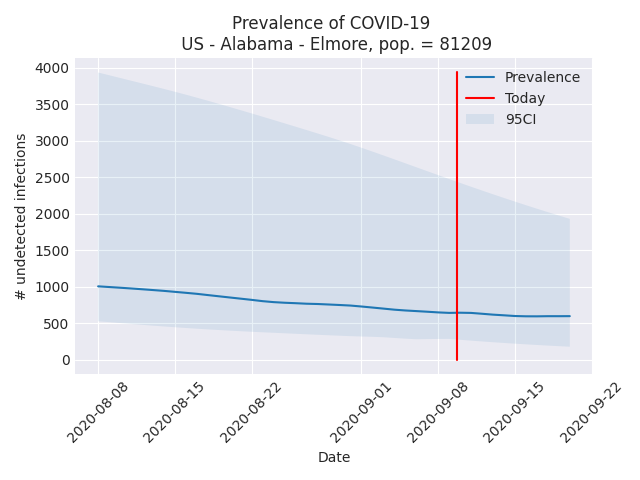 Prevalence of COVID-19
US - Alabama - Elmore, pop. = 81209
4000
3500
3000
2500
2000
1500
1000
500
0
# undetected infections
Prevalence
Today
95CI
2020-08-08
2020-08-15
2020-08-22
2020-09-01
2020-09-08
2020-09-15
2020-09-22
Date